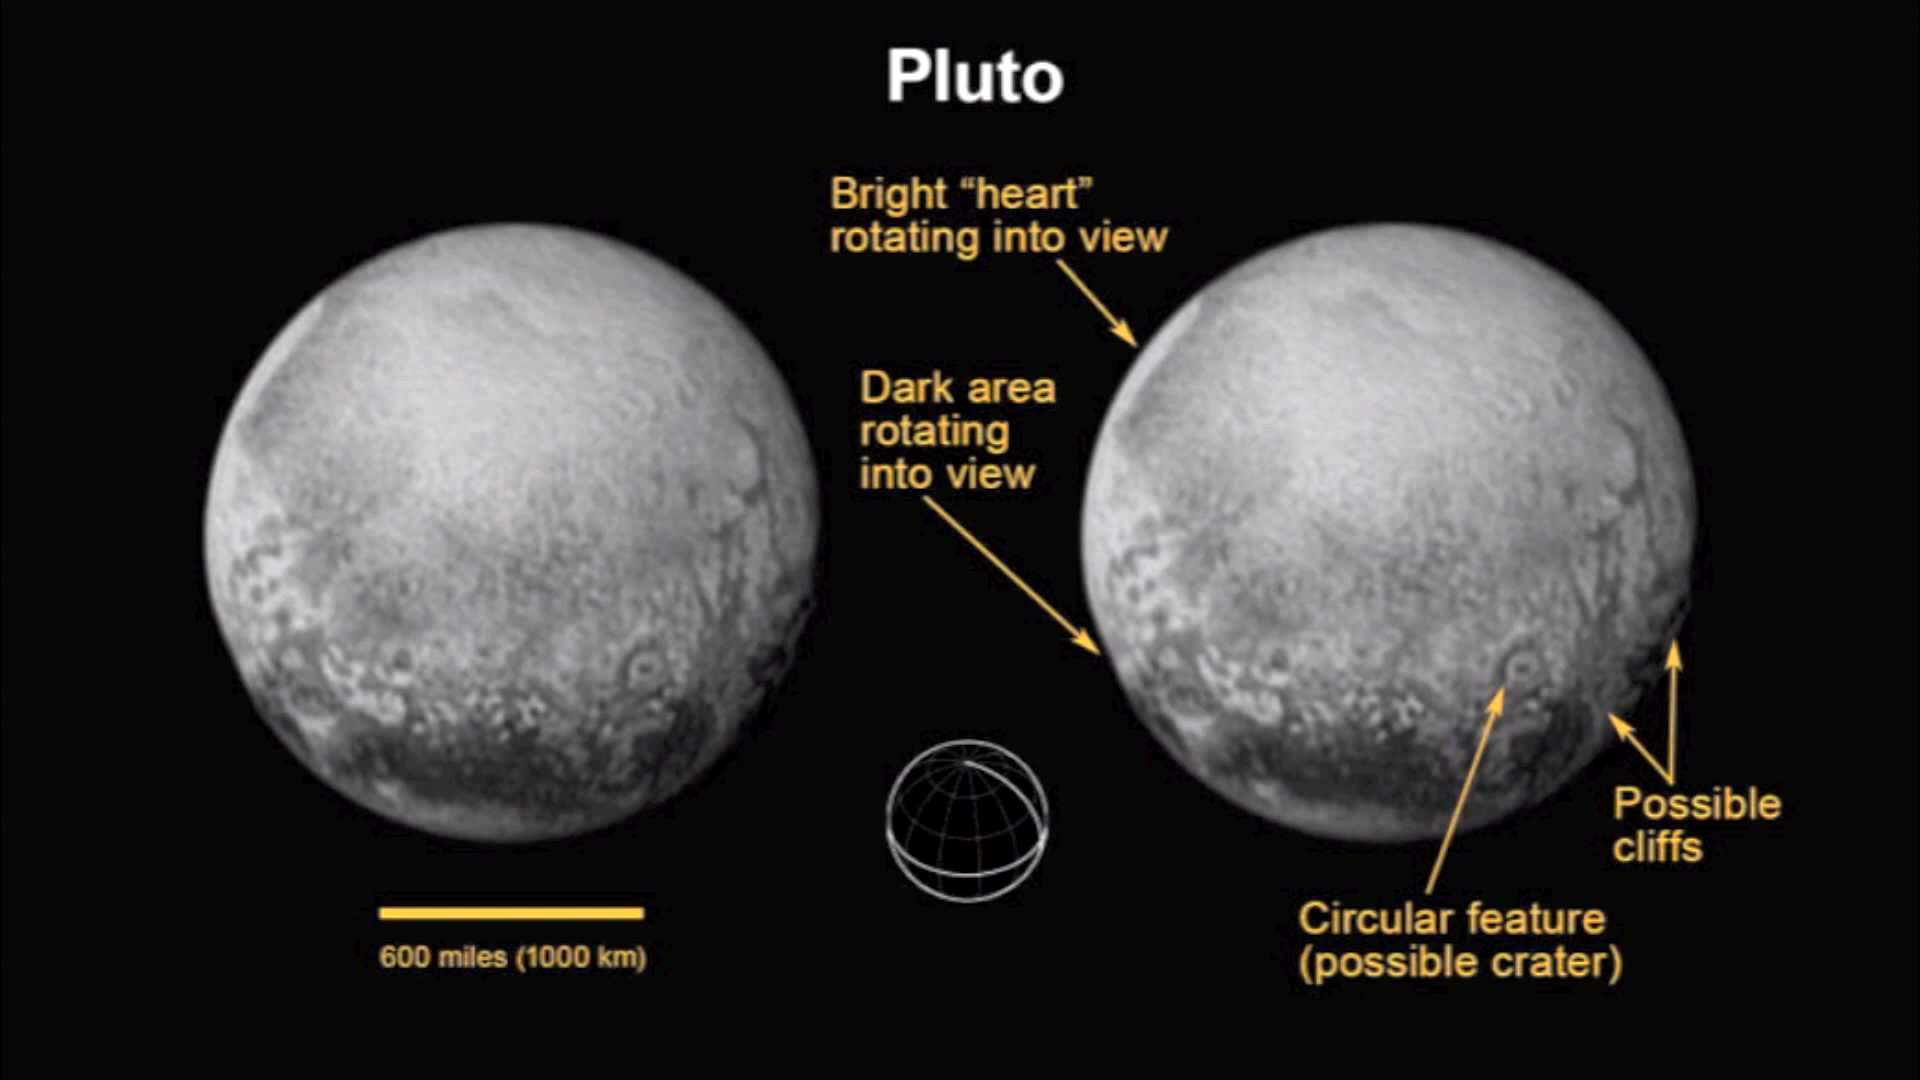 Pluto
Bright “heart”
rotating into view
Dark area
rotating
into view
Possible
cliffs
Circular feature
(possible crater)
600 miles (1000 km)